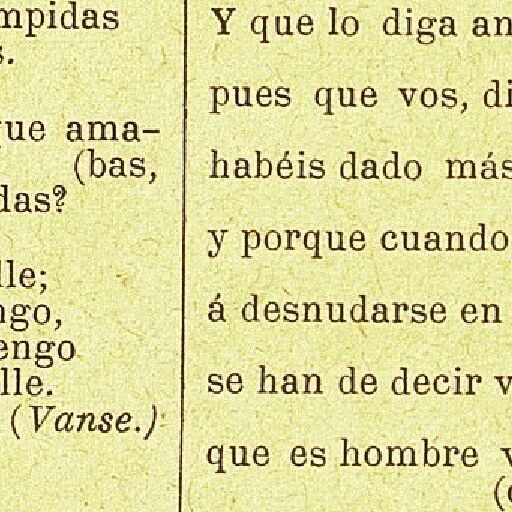 mpidas
s.
que ama-
(bas,
das?
lle;
ngo,
engo
lle.
(Vanse.)
Y que lo diga an
pues que vos, di
habéis dado más
y porque cuando
á desnudarse en
se han de decir v
que es hombre v